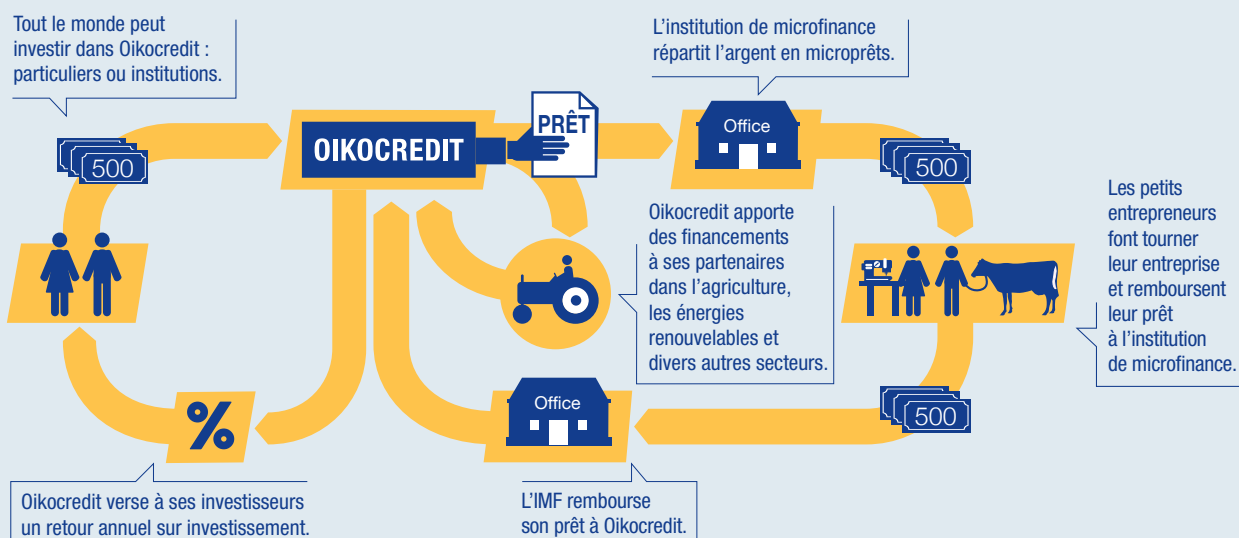 Tout le monde peut
investir dans Oikocredit :
particuliers ou institutions.
500
OIKOCREDIT
PRÊT
L'institution de microfinance
répartit l'argent en microprêts.
Office
500
Oikocredit apporte
des financements
à ses partenaires
dans l'agriculture,
les énergies
renouvelables et
divers autres secteurs.
Les petits
entrepreneurs
font tourner
leur entreprise
et remboursent
leur prêt
à l'institution
de microfinance.
500
Office
L'IMF rembourse
son prêt à Oikocredit.
%
Oikocredit verse à ses investisseurs
un retour annuel sur investissement.